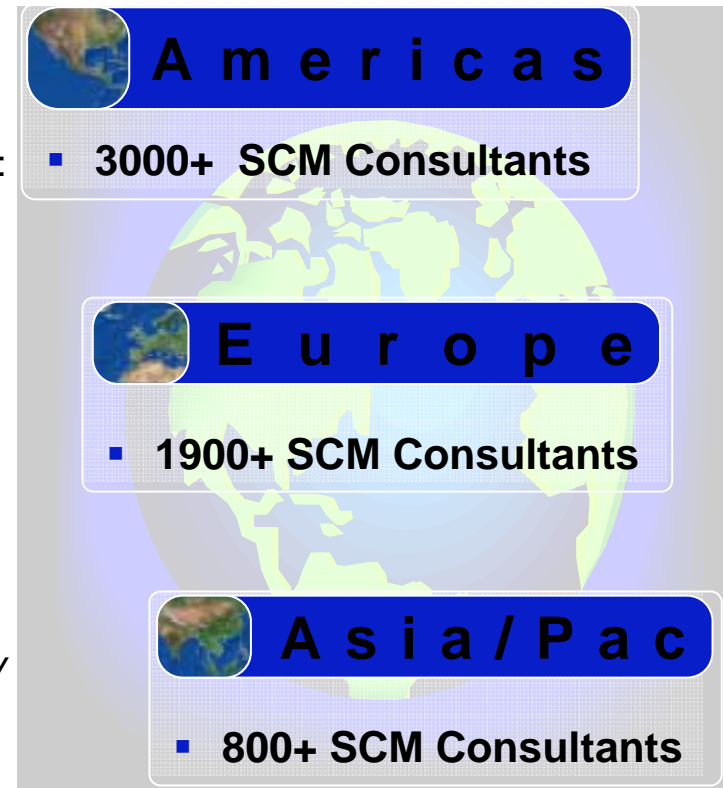 Americas
▪ 3000+ SCM Consultants
Europe
▪ 1900+ SCM Consultants
Asia/Pac
▪ 800+ SCM Consultants